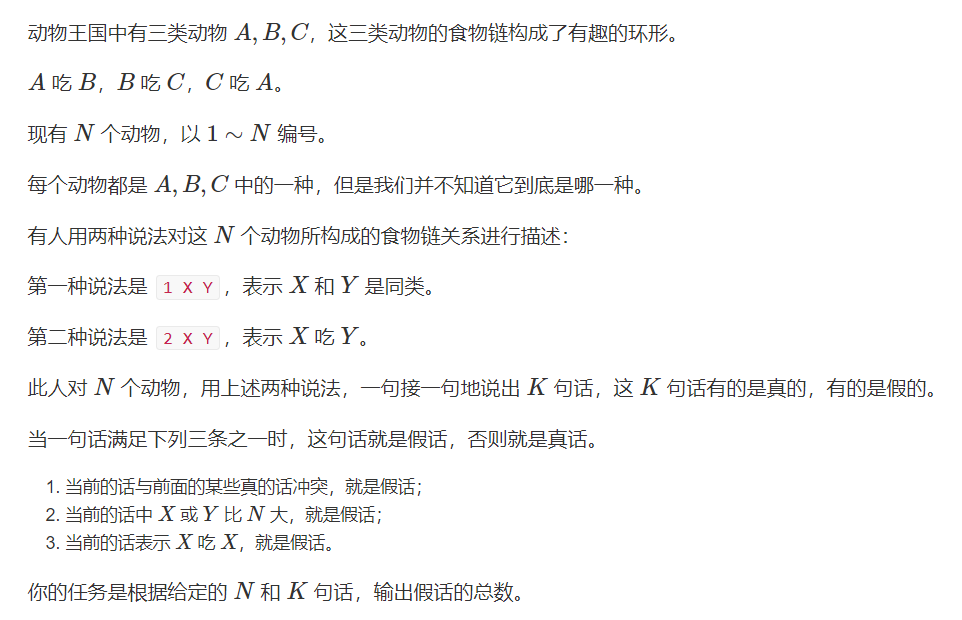 动物王国中有三类动物 A, B, C，这三类动物的食物链构成了有趣的环形。
A 吃 B，B 吃 C，C 吃 A。
现有 N 个动物，以 1 ∼ N 编号。
每个动物都是 A, B, C 中的一种，但是我们并不知道它到底是哪一种。
有人用两种说法对这 N 个动物所构成的食物链关系进行描述：
第一种说法是 1 X Y，表示 X 和 Y 是同类。
第二种说法是 2 X Y，表示 X 吃 Y。
此人对 N 个动物，用上述两种说法，一句接一句地说出 K 句话，这 K 句话有的是真的，有的是假的。
当一句话满足下列三条之一时，这句话就是假话，否则就是真话。
1. 当前的话与前面的某些真的话冲突，就是假话；
2. 当前的话中 X 或 Y 比 N 大，就是假话；
3. 当前的话表示 X 吃 X，就是假话。
你的任务是根据给定的 N 和 K 句话，输出假话的总数。